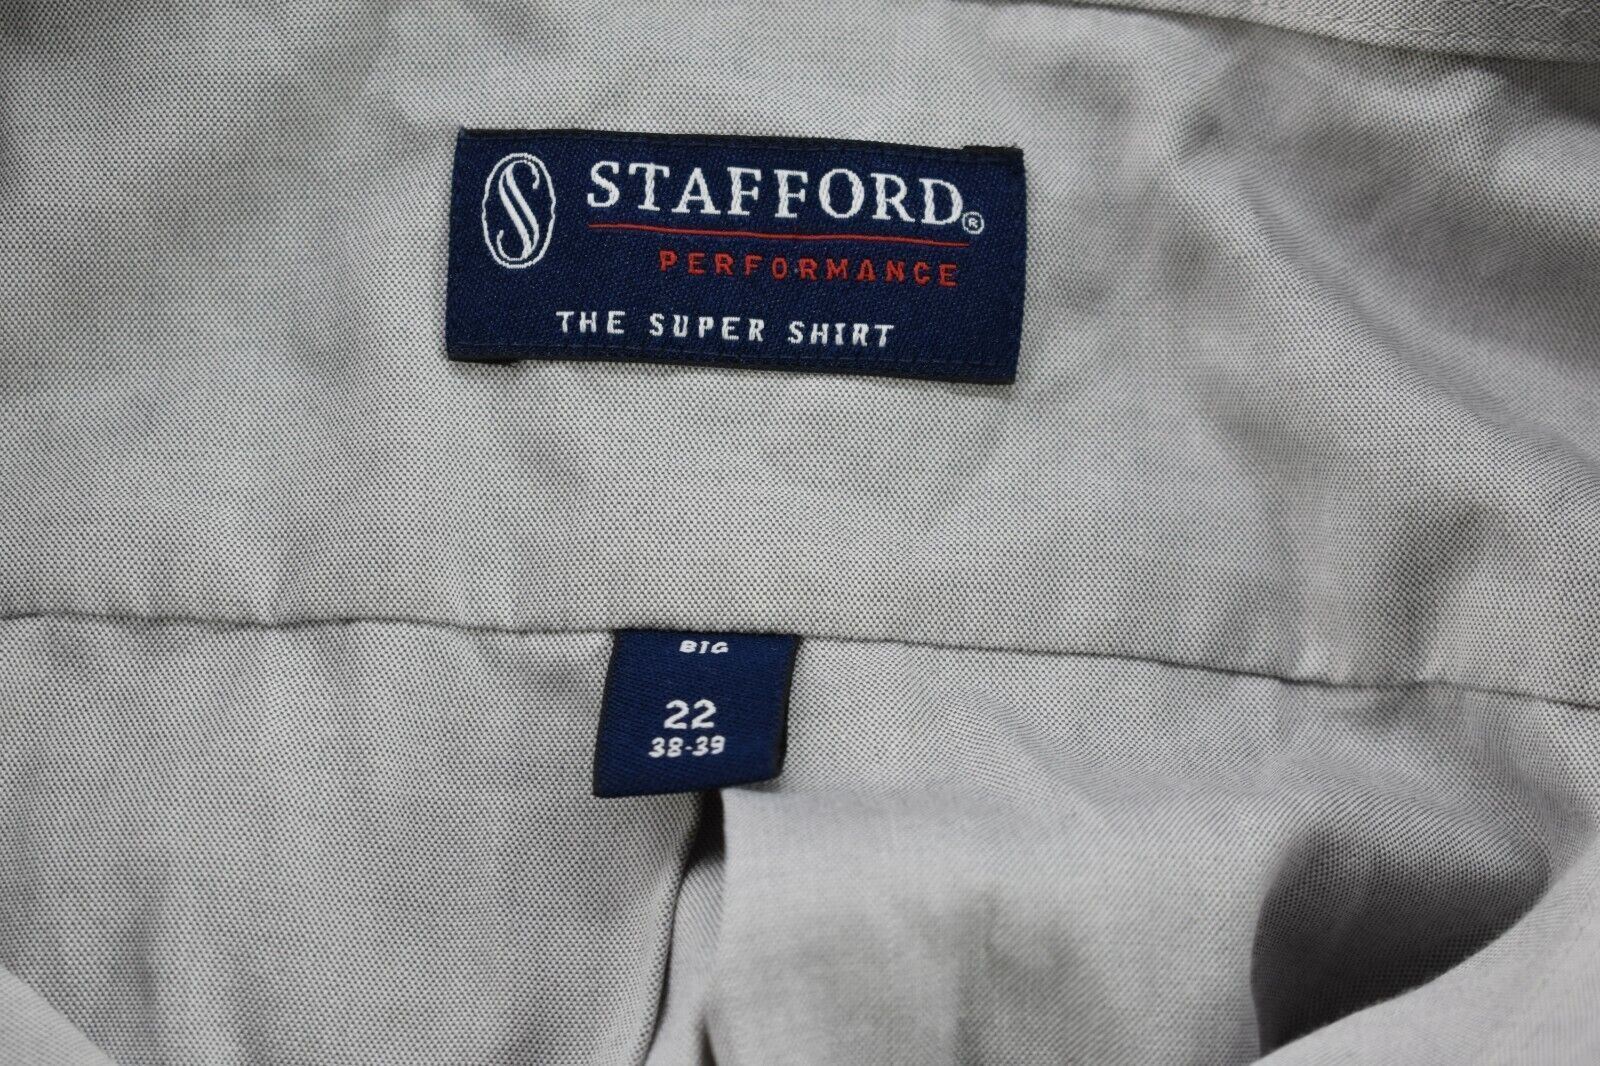 STAFFORD®
PERFORMANCE
THE SUPER SHIRT
BIG
22
38-39